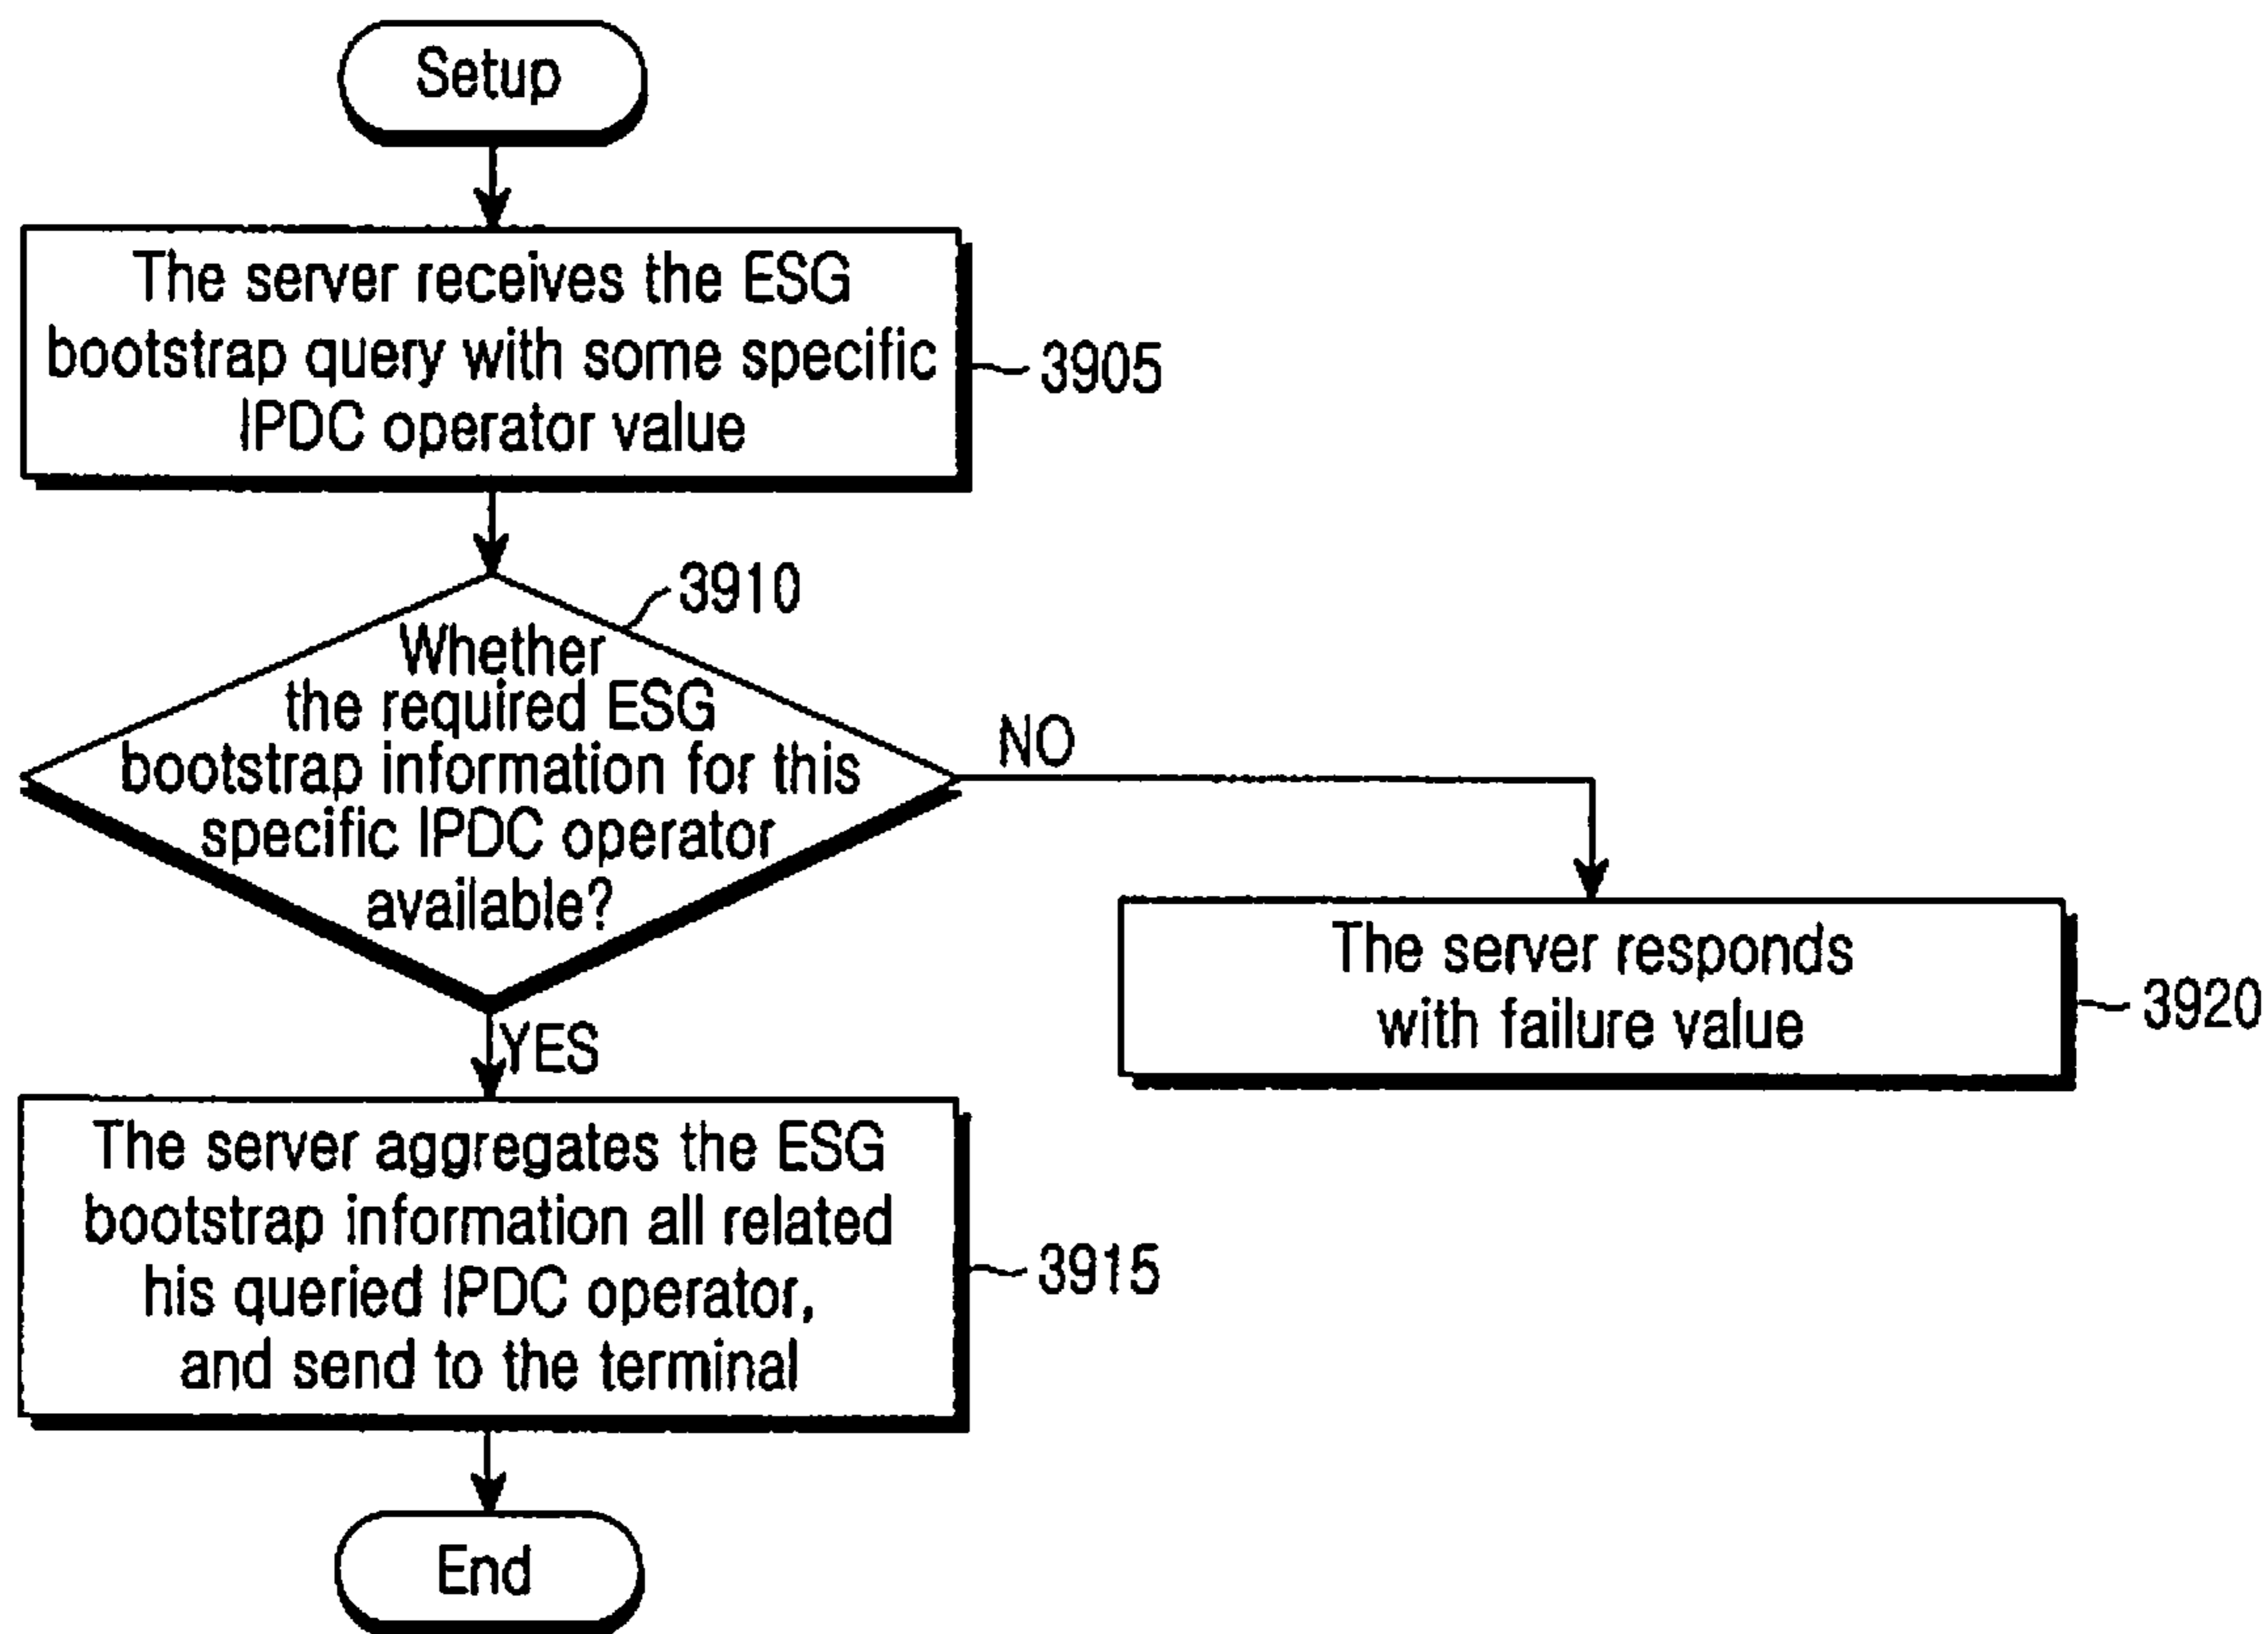 Setup
The server receives the ESG
bootstrap query with some specific
IPDC operator value
3905
3910
Whether
the required ESG
bootstrap information for this
specific IPDC operator
available?
NO
YES
The server responds
with failure value
3920
The server aggregates the ESG
bootstrap information all related
his queried IPDC operator,
and send to the terminal
3915
End